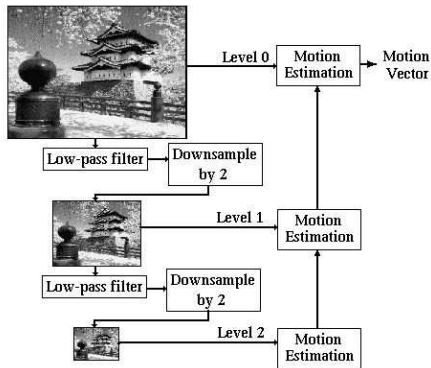 Level 0
Motion
Estimation
Motion
Vector
Low-pass filter
Downsample
by 2
Level 1
Motion
Estimation
Low-pass filter
Downsample
by 2
Level 2
Motion
Estimation